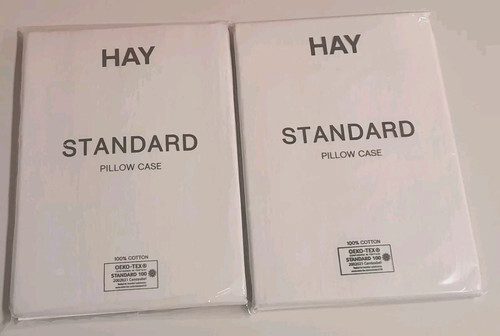 HAY
STANDARD
PILLOW CASE
100% COTTON
OEKO-TEX®
STANDARD 100
HAY
STANDARD
PILLOW CASE
100% COTTON
OEKO-TEX®
STANDARD 100